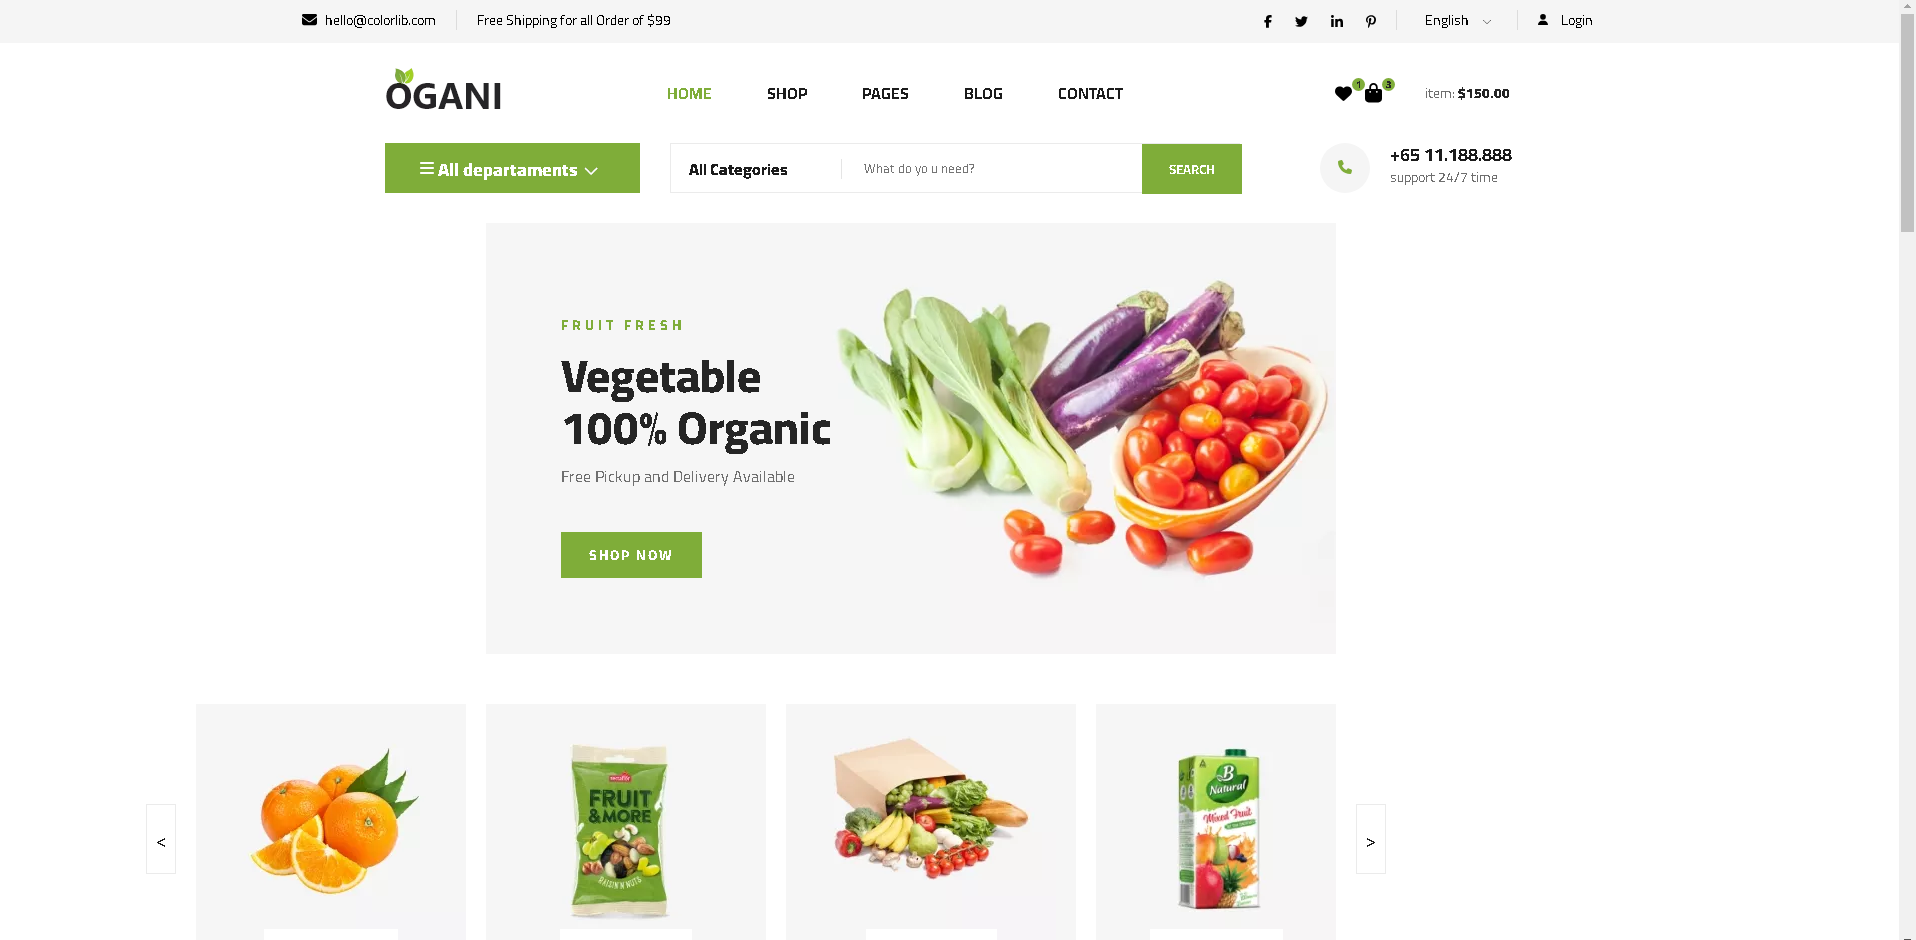 hello@colorlib.com
Free Shipping for all Order of $99
English
Login
OGANI
HOME
SHOP
PAGES
BLOG
CONTACT
1
3
item: $150.00
All departaments
All Categories
What do yo u need?
SEARCH
+65 11.188.888
support 24/7 time
FRUIT FRESH
Vegetable
100% Organic
Free Pickup and Delivery Available
SHOP NOW
<
FRUIT
& MORE
RAISIN'N NUTS
B
Natural
Mixed Fruit
>